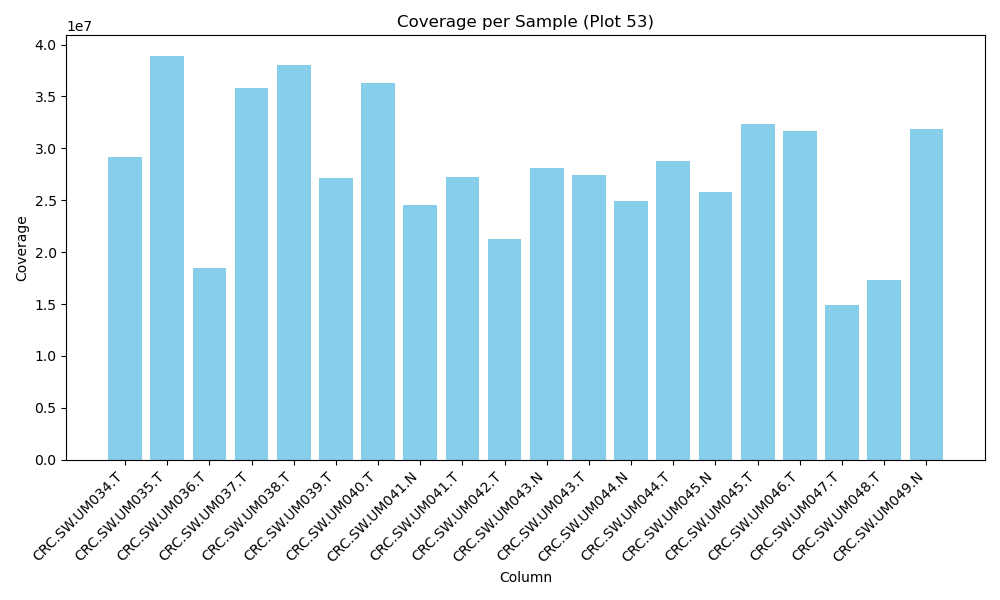 Coverage per Sample (Plot 53)
1e7
4.0
3.5
3.0
2.5
2.0
1.5
1.0
0.5
0.0
Coverage
CRC.SW.UM034.T
CRC.SW.UM035.T
CRC.SW.UM036.T
CRC.SW.UM037.T
CRC.SW.UM038.T
CRC.SW.UM039.T
CRC.SW.UM040.T
CRC.SW.UM041.N
CRC.SW.UM041.T
CRC.SW.UM042.T
CRC.SW.UM043.N
CRC.SW.UM043.T
CRC.SW.UM044.N
CRC.SW.UM044.T
CRC.SW.UM045.N
CRC.SW.UM045.T
CRC.SW.UM046.T
CRC.SW.UM047.T
CRC.SW.UM048.T
CRC.SW.UM049.N
Column